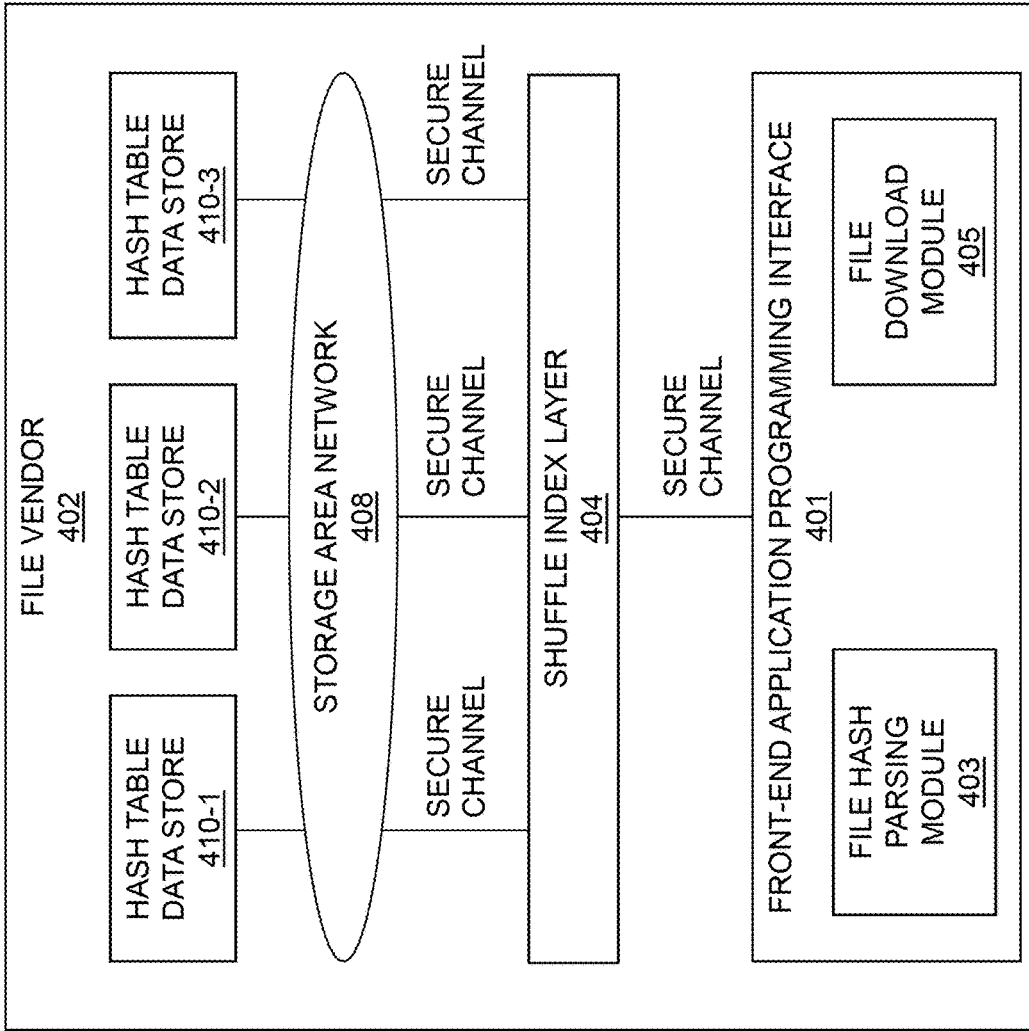 FILE VENDOR
402
HASH TABLE
DATA STORE
410-1
HASH TABLE
DATA STORE
410-2
HASH TABLE
DATA STORE
410-3
STORAGE AREA NETWORK
408
SECURE
CHANNEL
SECURE
CHANNEL
SECURE
CHANNEL
SHUFFLE INDEX LAYER
404
SECURE
CHANNEL
FRONT-END APPLICATION PROGRAMMING INTERFACE
401
FILE HASH
PARSING
MODULE
403
FILE
DOWNLOAD
MODULE
405